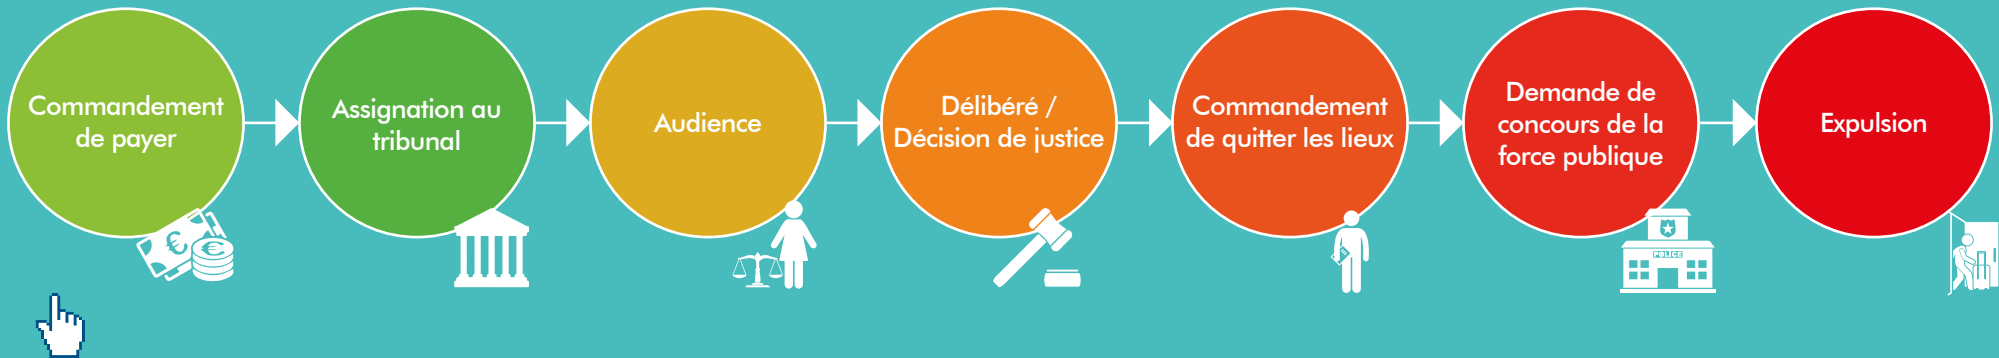 Commandement
de payer
Assignation au
tribunal
Audience
Délibéré /
Décision de justice
Commandement
de quitter les lieux
Demande de
concours de la
force publique
Expulsion
€
€
POLICE